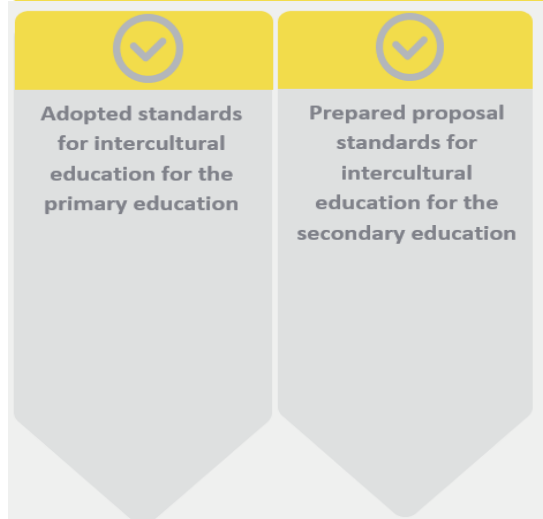 Adopted standards
for intercultural
education for the
primary education
Prepared proposal
standards for
intercultural
education for the
secondary education